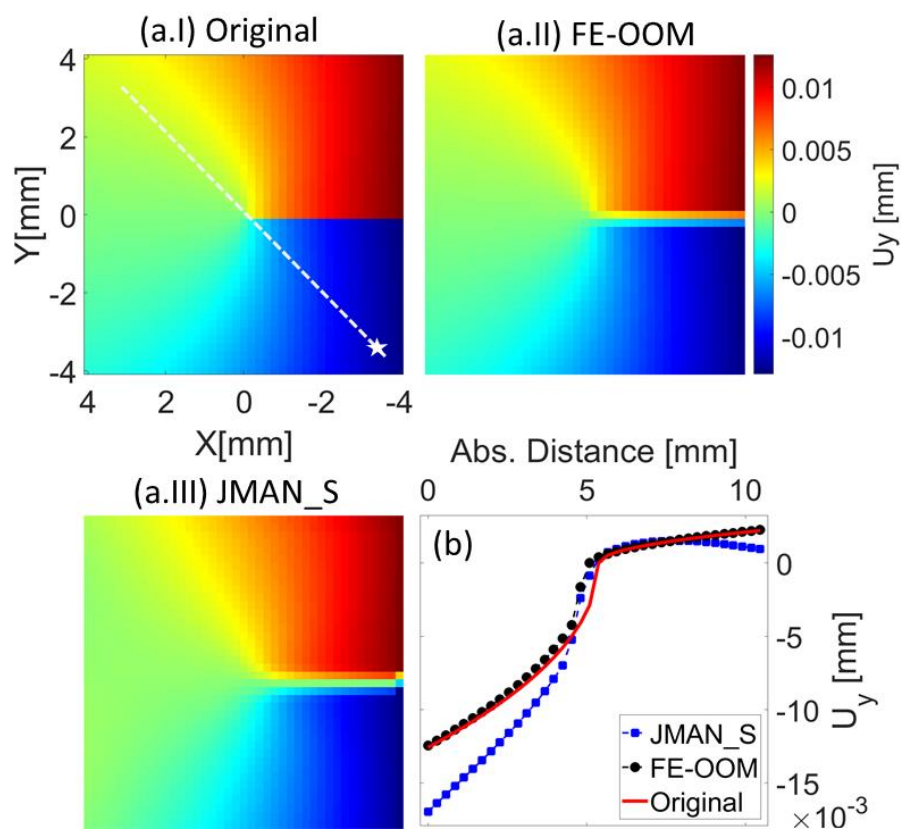 (a.I) Original
(a.II) FE-OOM
4
2
0
-2
-4
Y[mm]
4 2 0 -2 -4
X[mm]
0.01
0.005
0
-0.005
-0.01
Uy [mm]
(a.III) JMAN_S
Abs. Distance [mm]
0 5 10
(b)
0
-5
-10
-15
×10-3
Uy [mm]
JMAN_S
FE-OOM
Original